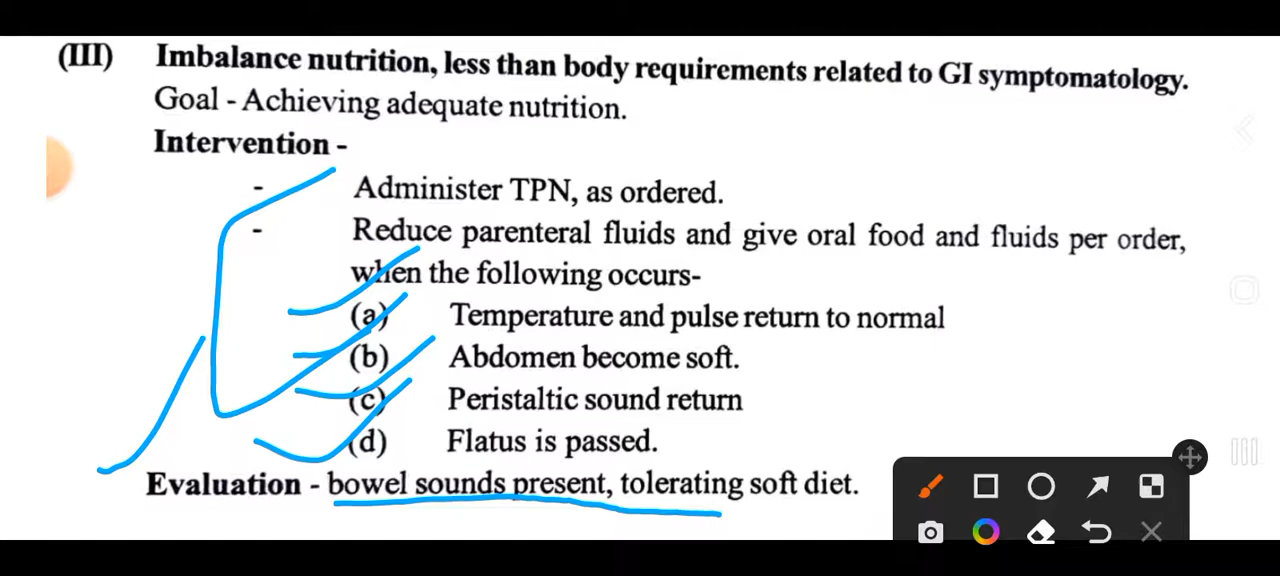 (III) Imbalance nutrition, less than body requirements related to GI symptomatology.
Goal - Achieving adequate nutrition.
Intervention -
- Administer TPN, as ordered.
- Reduce parenteral fluids and give oral food and fluids per order,
when the following occurs-
(a) Temperature and pulse return to normal
(b) Abdomen become soft.
(c) Peristaltic sound return
(d) Flatus is passed.
Evaluation - bowel sounds present, tolerating soft diet.